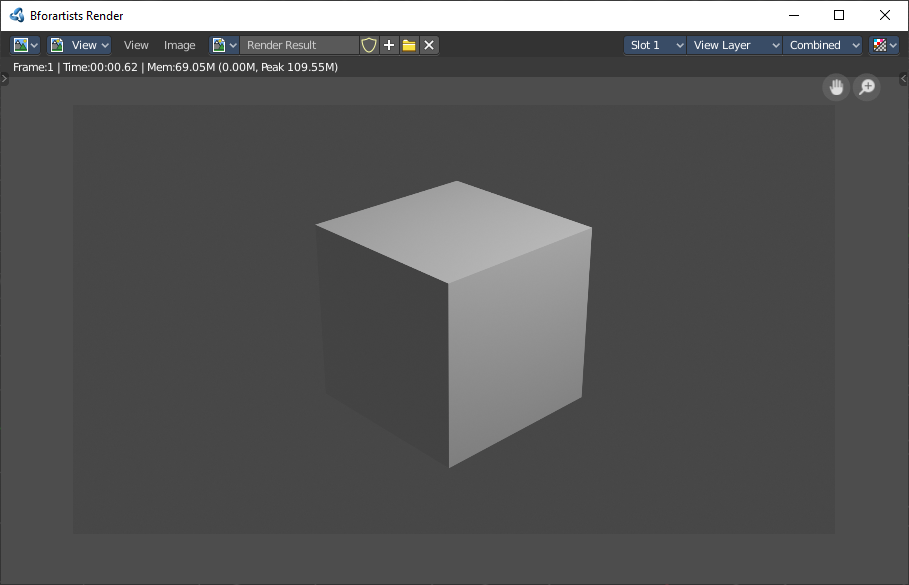 Bforartists Render
View View Image Render Result Slot 1 View Layer Combined
Frame:1 | Time:00:00.62 | Mem:69.05M (0.00M, Peak 109.55M)